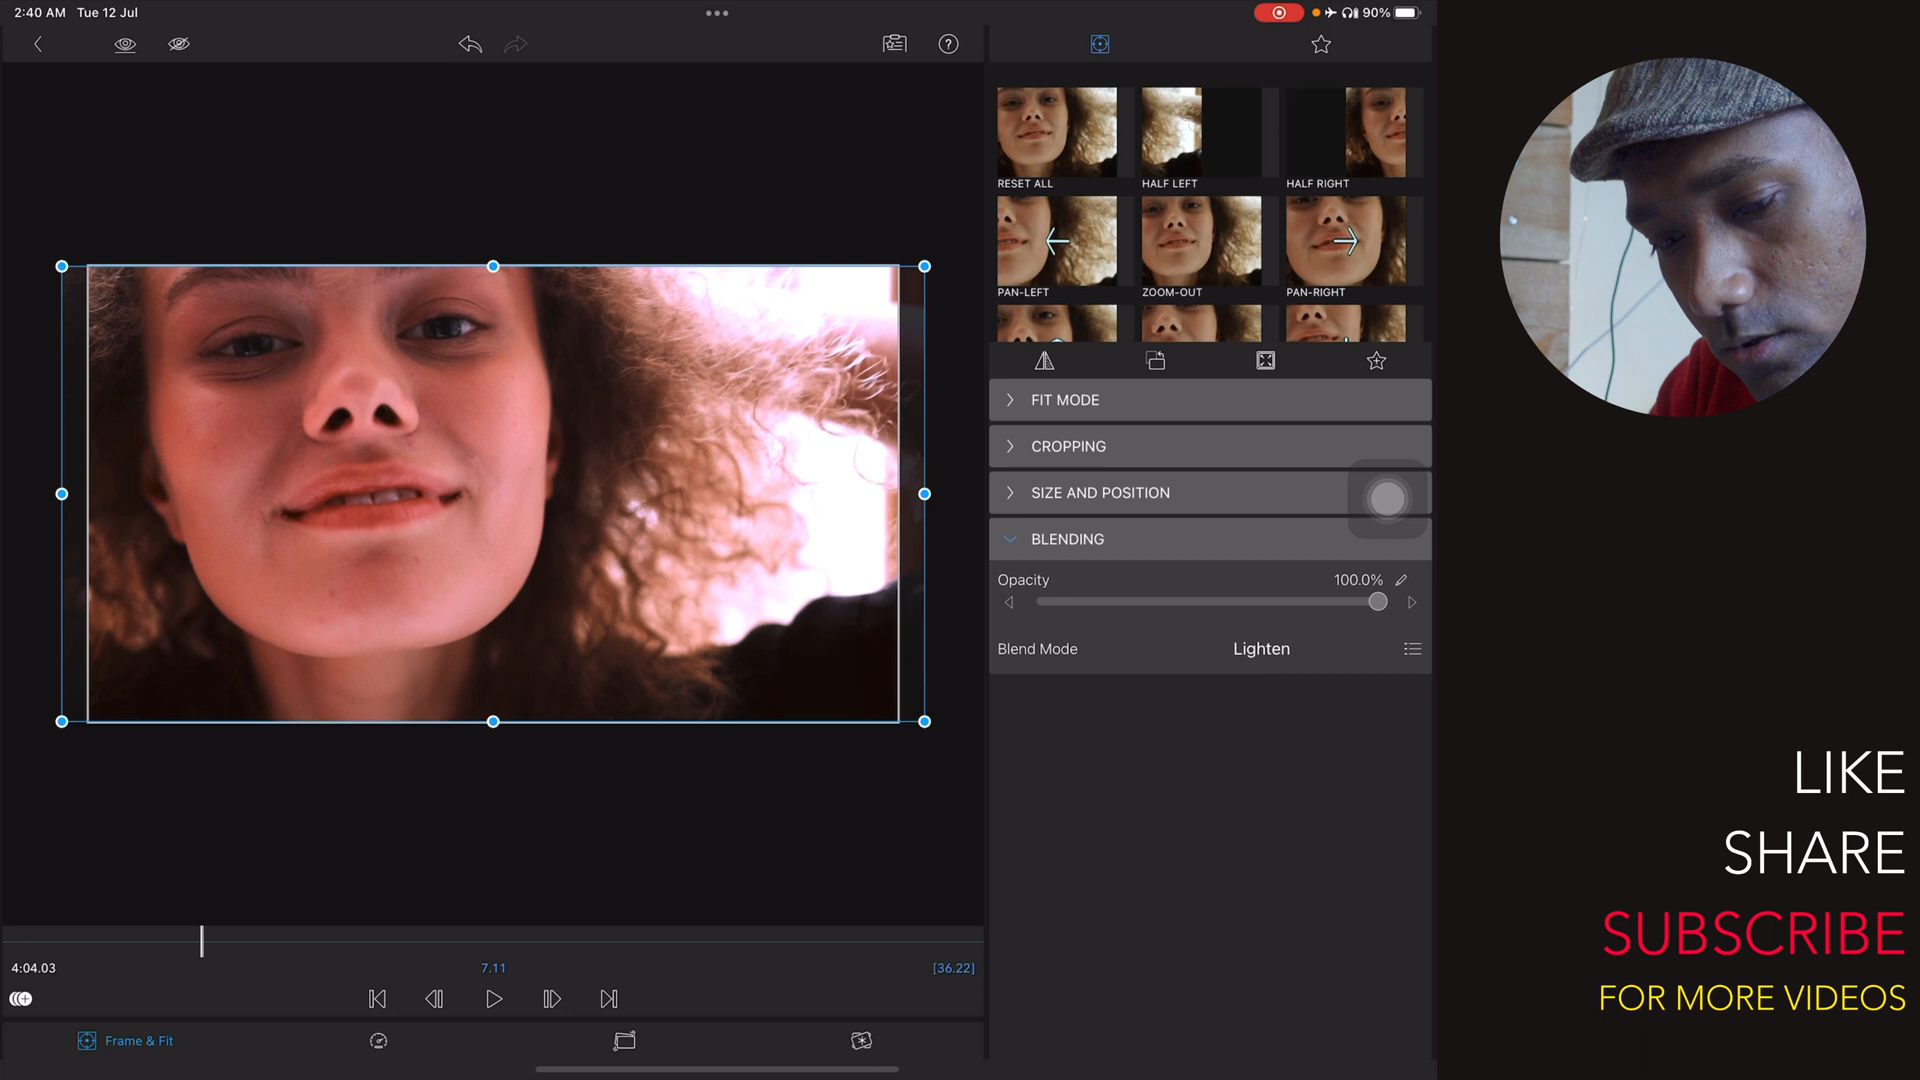 2:40 AM Tue 12 Jul
90%
RESET ALL
HALF LEFT
HALF RIGHT
PAN-LEFT
ZOOM-OUT
PAN-RIGHT
FIT MODE
CROPPING
SIZE AND POSITION
BLENDING
Opacity
100.0%
Blend Mode
Lighten
4:04.03
7.11
[36.22]
Frame & Fit
LIKE
SHARE
SUBSCRIBE
FOR MORE VIDEOS